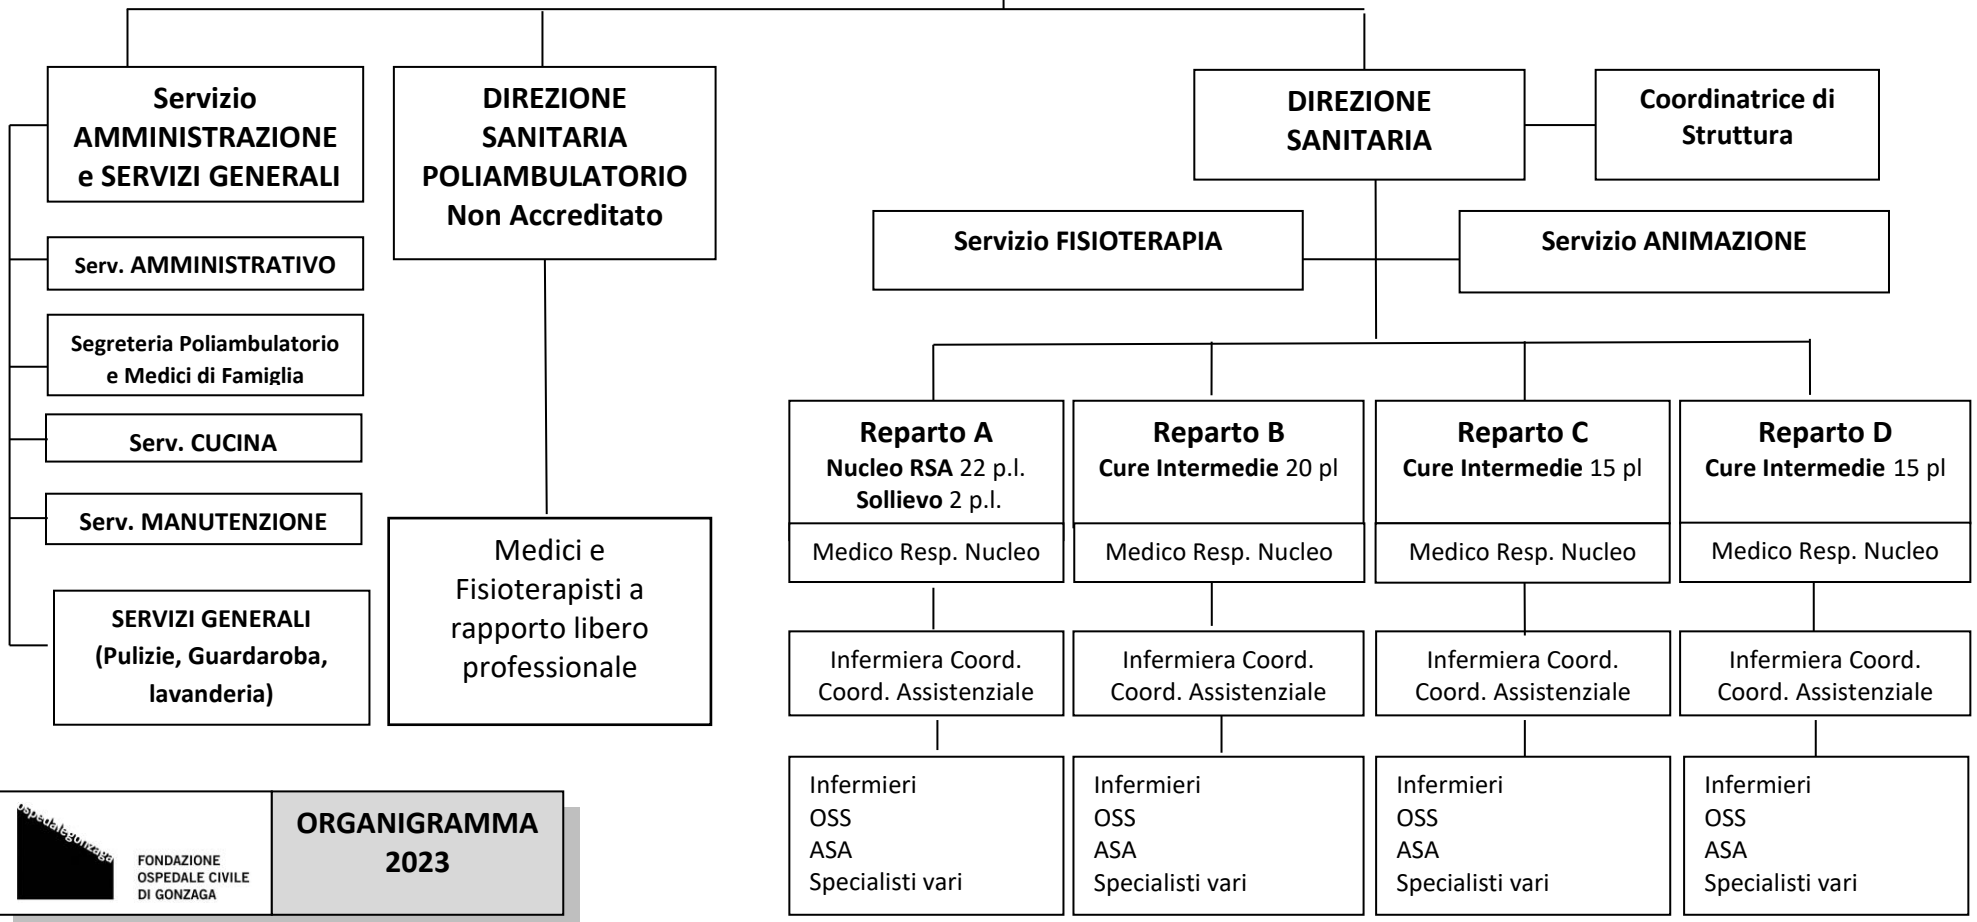 Servizio
AMMINISTRAZIONE
e SERVIZI GENERALI
DIREZIONE
SANITARIA
POLIAMBULATORIO
Non Accreditato
DIREZIONE
SANITARIA
Coordinatrice di
Struttura
Servizio FISIOTERAPIA
Servizio ANIMAZIONE
Serv. AMMINISTRATIVO
Segreteria Poliambulatorio
e Medici di Famiglia
Serv. CUCINA
Serv. MANUTENZIONE
SERVIZI GENERALI
(Pulizie, Guardaroba,
lavanderia)
Medici e
Fisioterapisti a
rapporto libero
professionale
Reparto A
Nucleo RSA 22 p.l.
Sollievo 2 p.l.
Medico Resp. Nucleo
Infermiera Coord.
Coord. Assistenziale
Infermieri
OSS
ASA
Specialisti vari
Reparto B
Cure Intermedie 20 pl
Medico Resp. Nucleo
Infermiera Coord.
Coord. Assistenziale
Infermieri
OSS
ASA
Specialisti vari
Reparto C
Cure Intermedie 15 pl
Medico Resp. Nucleo
Infermiera Coord.
Coord. Assistenziale
Infermieri
OSS
ASA
Specialisti vari
Reparto D
Cure Intermedie 15 pl
Medico Resp. Nucleo
Infermiera Coord.
Coord. Assistenziale
Infermieri
OSS
ASA
Specialisti vari
ospedalegonzaga
FONDAZIONE
OSPEDALE CIVILE
DI GONZAGA
ORGANIGRAMMA
2023